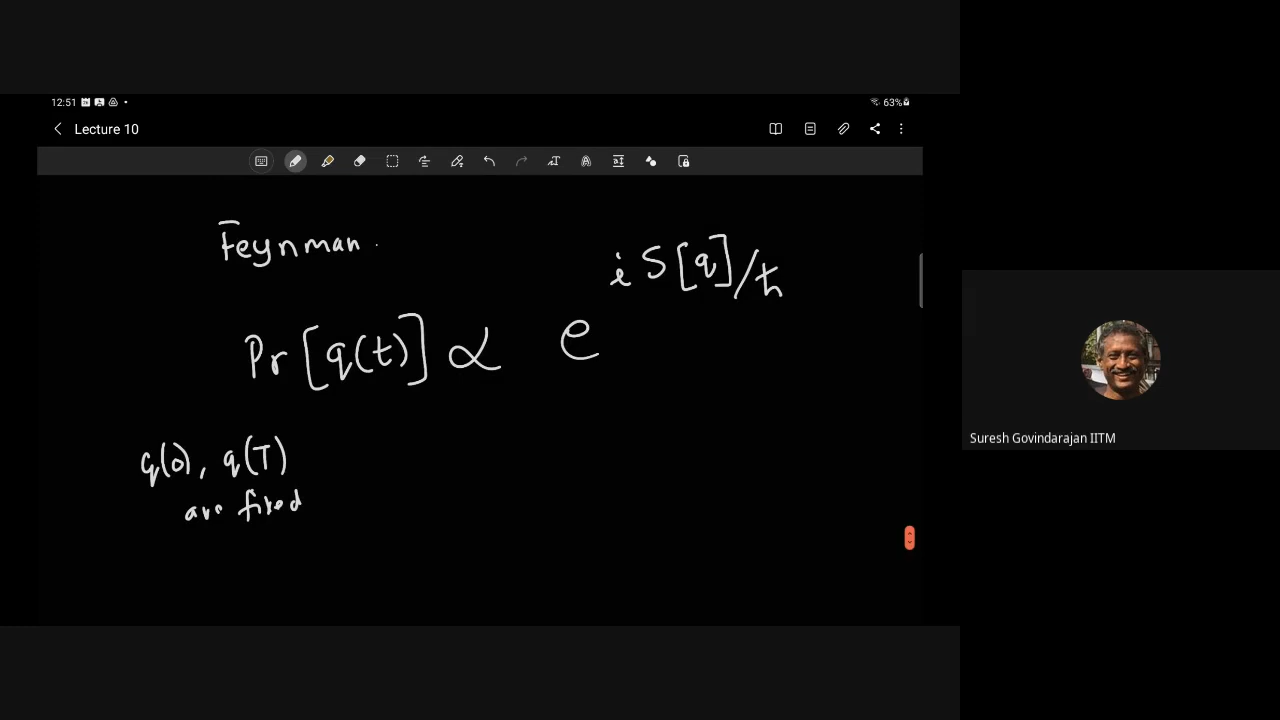 12:51
63%
Lecture 10
Feynman.
Pr[q(t)] ∝ e^{iS[q]/ħ}
q(0), q(T)
are fixed
Suresh Govindarajan IITM